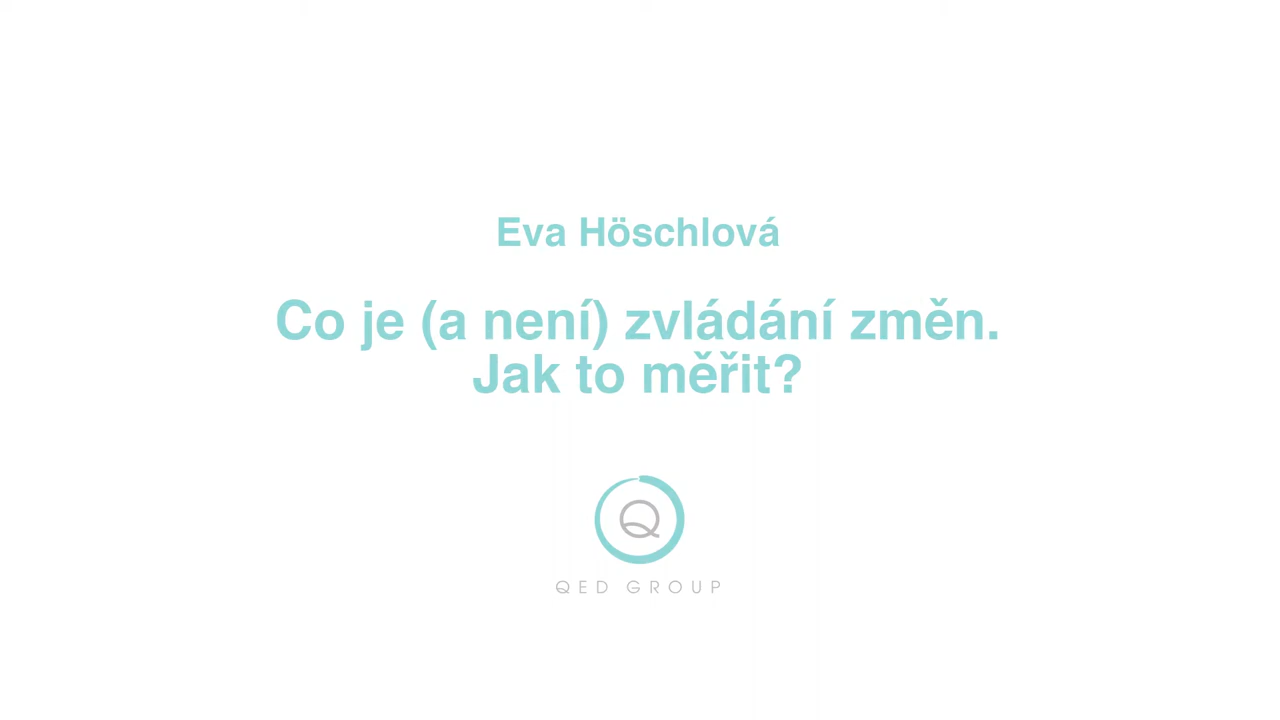 Eva Höschlová
Co je (a není) zvládání změn.
Jak to měřit?
Q
QED GROUP